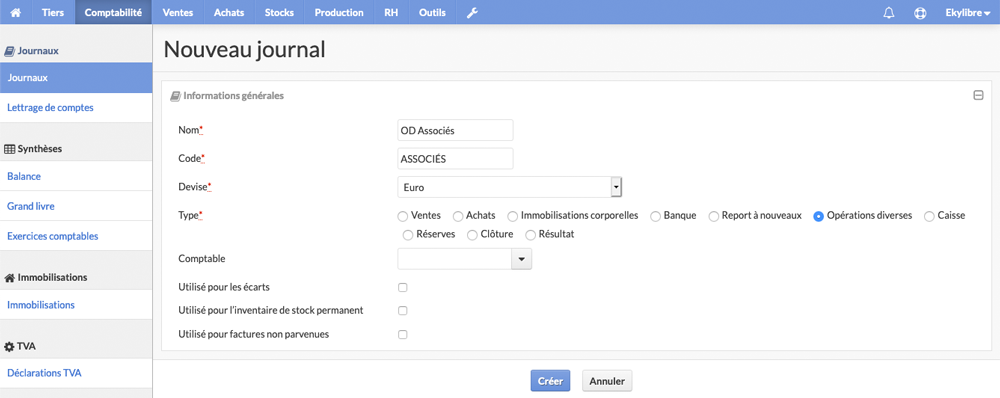 Tiers Comptabilité Ventes Achats Stocks Production RH Outils Ekylibre
Journaux
Journaux
Lettrage de comptes
Synthèses
Balance
Grand livre
Exercices comptables
Immobilisations
Immobilisations
TVA
Déclarations TVA
Nouveau journal
Informations générales
Nom* OD Associés
Code* ASSOCIÉS
Devise* Euro
Type* Ventes Achats Immobilisations corporelles Banque Report à nouveaux Opérations diverses Caisse
Réserves Clôture Résultat
Comptable
Utilisé pour les écarts
Utilisé pour l'inventaire de stock permanent
Utilisé pour factures non parvenues
Créer Annuler